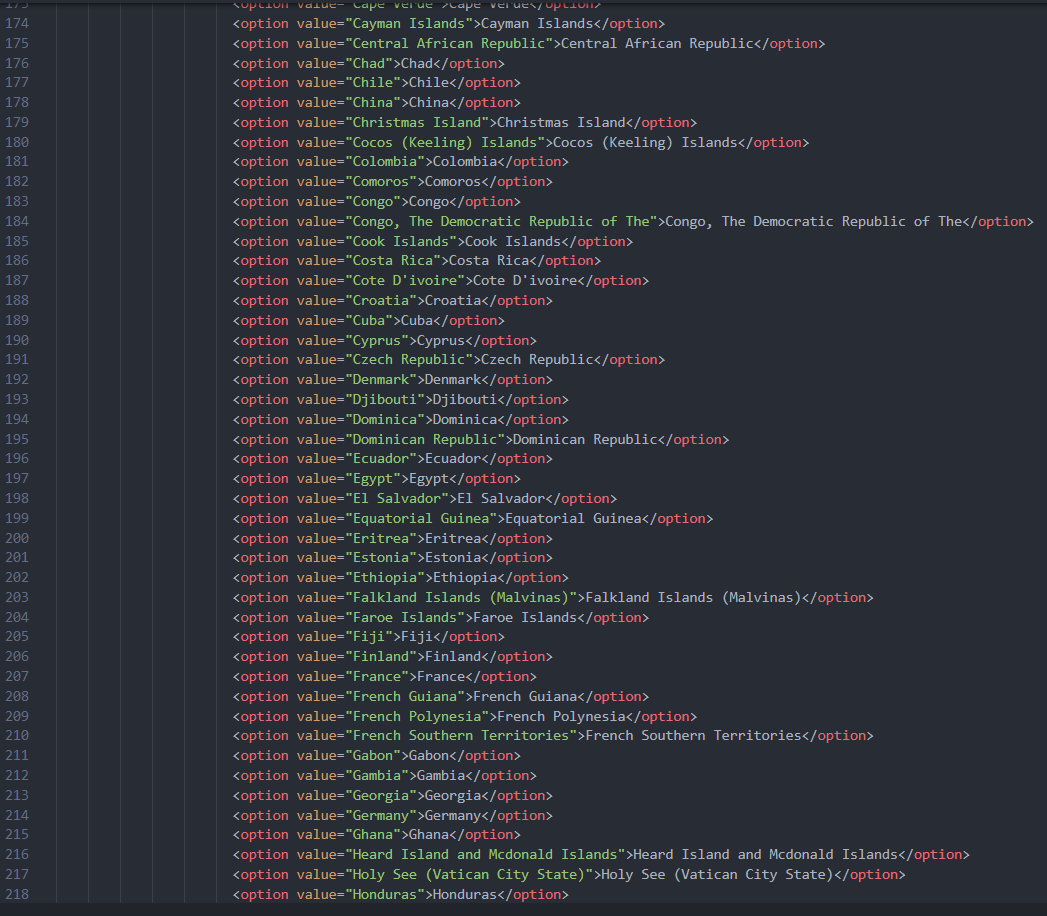 173 <option value="Cape Verde">Cape Verde</option>
174 <option value="Cayman Islands">Cayman Islands</option>
175 <option value="Central African Republic">Central African Republic</option>
176 <option value="Chad">Chad</option>
177 <option value="Chile">Chile</option>
178 <option value="China">China</option>
179 <option value="Christmas Island">Christmas Island</option>
180 <option value="Cocos (Keeling) Islands">Cocos (Keeling) Islands</option>
181 <option value="Colombia">Colombia</option>
182 <option value="Comoros">Comoros</option>
183 <option value="Congo">Congo</option>
184 <option value="Congo, The Democratic Republic of The">Congo, The Democratic Republic of The</option>
185 <option value="Cook Islands">Cook Islands</option>
186 <option value="Costa Rica">Costa Rica</option>
187 <option value="Cote D'ivoire">Cote D'ivoire</option>
188 <option value="Croatia">Croatia</option>
189 <option value="Cuba">Cuba</option>
190 <option value="Cyprus">Cyprus</option>
191 <option value="Czech Republic">Czech Republic</option>
192 <option value="Denmark">Denmark</option>
193 <option value="Djibouti">Djibouti</option>
194 <option value="Dominica">Dominica</option>
195 <option value="Dominican Republic">Dominican Republic</option>
196 <option value="Ecuador">Ecuador</option>
197 <option value="Egypt">Egypt</option>
198 <option value="El Salvador">El Salvador</option>
199 <option value="Equatorial Guinea">Equatorial Guinea</option>
200 <option value="Eritrea">Eritrea</option>
201 <option value="Estonia">Estonia</option>
202 <option value="Ethiopia">Ethiopia</option>
203 <option value="Falkland Islands (Malvinas)">Falkland Islands (Malvinas)</option>
204 <option value="Faroe Islands">Faroe Islands</option>
205 <option value="Fiji">Fiji</option>
206 <option value="Finland">Finland</option>
207 <option value="France">France</option>
208 <option value="French Guiana">French Guiana</option>
209 <option value="French Polynesia">French Polynesia</option>
210 <option value="French Southern Territories">French Southern Territories</option>
211 <option value="Gabon">Gabon</option>
212 <option value="Gambia">Gambia</option>
213 <option value="Georgia">Georgia</option>
214 <option value="Germany">Germany</option>
215 <option value="Ghana">Ghana</option>
216 <option value="Heard Island and Mcdonald Islands">Heard Island and Mcdonald Islands</option>
217 <option value="Holy See (Vatican City State)">Holy See (Vatican City State)</option>
218 <option value="Honduras">Honduras</option>